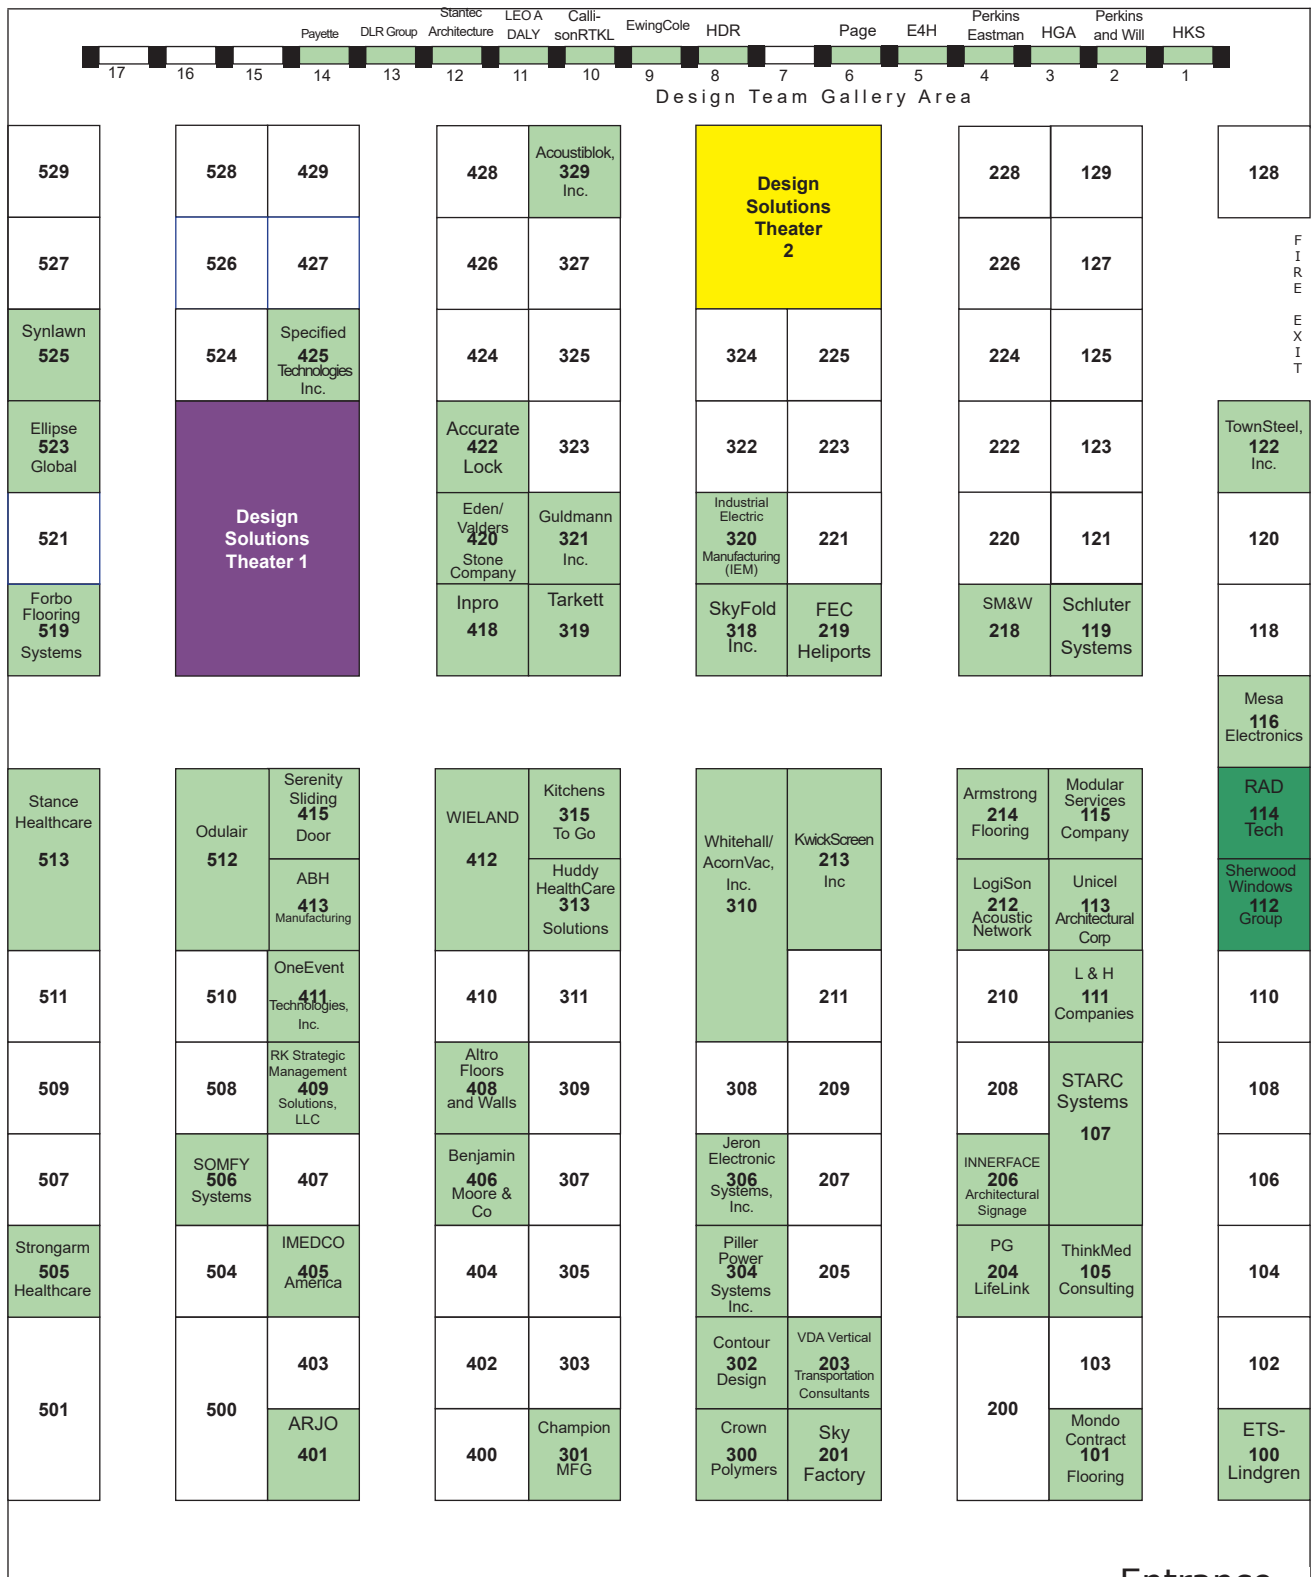 Payette
DLR Group
Stantec
Architecture
LEO A
DALY
Calli-
sonRTKL
EwingCole
HDR
Page
E4H
Perkins
Eastman
HGA
Perkins
and Will
HKS
17 16 15 14 13 12 11 10 9 8 7 6 5 4 3 2 1
Design Team Gallery Area
529
528
429
428
Acoustiblok,
329
Inc.
Design
Solutions
Theater
2
228
129
128
527
526
427
426
327
226
127
FIRE EXIT
Synlawn
525
524
Specified
425
Technologies
Inc.
424
325
324
225
224
125
Ellipse
523
Global
Design
Solutions
Theater 1
Accurate
422
Lock
323
322
223
222
123
TownSteel,
122
Inc.
521
Eden/
Valders
420
Stone
Company
Guldmann
321
Inc.
Industrial
Electric
320
Manufacturing
(IEM)
221
220
121
120
Forbo
Flooring
519
Systems
Inpro
418
Tarkett
319
SkyFold
318
Inc.
FEC
219
Heliports
SM&W
218
Schluter
119
Systems
118
Mesa
116
Electronics
Stance
Healthcare
513
Odulair
512
Serenity
Sliding
415
Door
WIELAND
412
Kitchens
315
To Go
Whitehall/
AcornVac,
Inc.
310
KwickScreen
213
Inc
Armstrong
214
Flooring
Modular
Services
115
Company
RAD
114
Tech
ABH
413
Manufacturing
Huddy
HealthCare
313
Solutions
LogiSon
212
Acoustic
Network
Unicel
113
Architectural
Corp
Sherwood
Windows
112
Group
511
510
OneEvent
411
Technologies,
Inc.
410
311
211
210
L & H
111
Companies
110
509
508
RK Strategic
Management
409
Solutions,
LLC
Altro
Floors
408
and Walls
309
308
209
208
STARC
Systems
107
108
507
SOMFY
506
Systems
407
Benjamin
406
Moore &
Co
307
Jeron
Electronic
306
Systems,
Inc.
207
INNERFACE
206
Architectural
Signage
106
Strongarm
505
Healthcare
504
IMEDCO
405
America
404
305
Piller
Power
304
Systems
Inc.
205
PG
204
LifeLink
ThinkMed
105
Consulting
104
501
500
403
402
303
Contour
302
Design
VDA Vertical
203
Transportation
Consultants
200
103
102
ARJO
401
400
Champion
301
MFG
Crown
300
Polymers
Sky
201
Factory
Mondo
Contract
101
Flooring
ETS-
100
Lindgren
Entrance